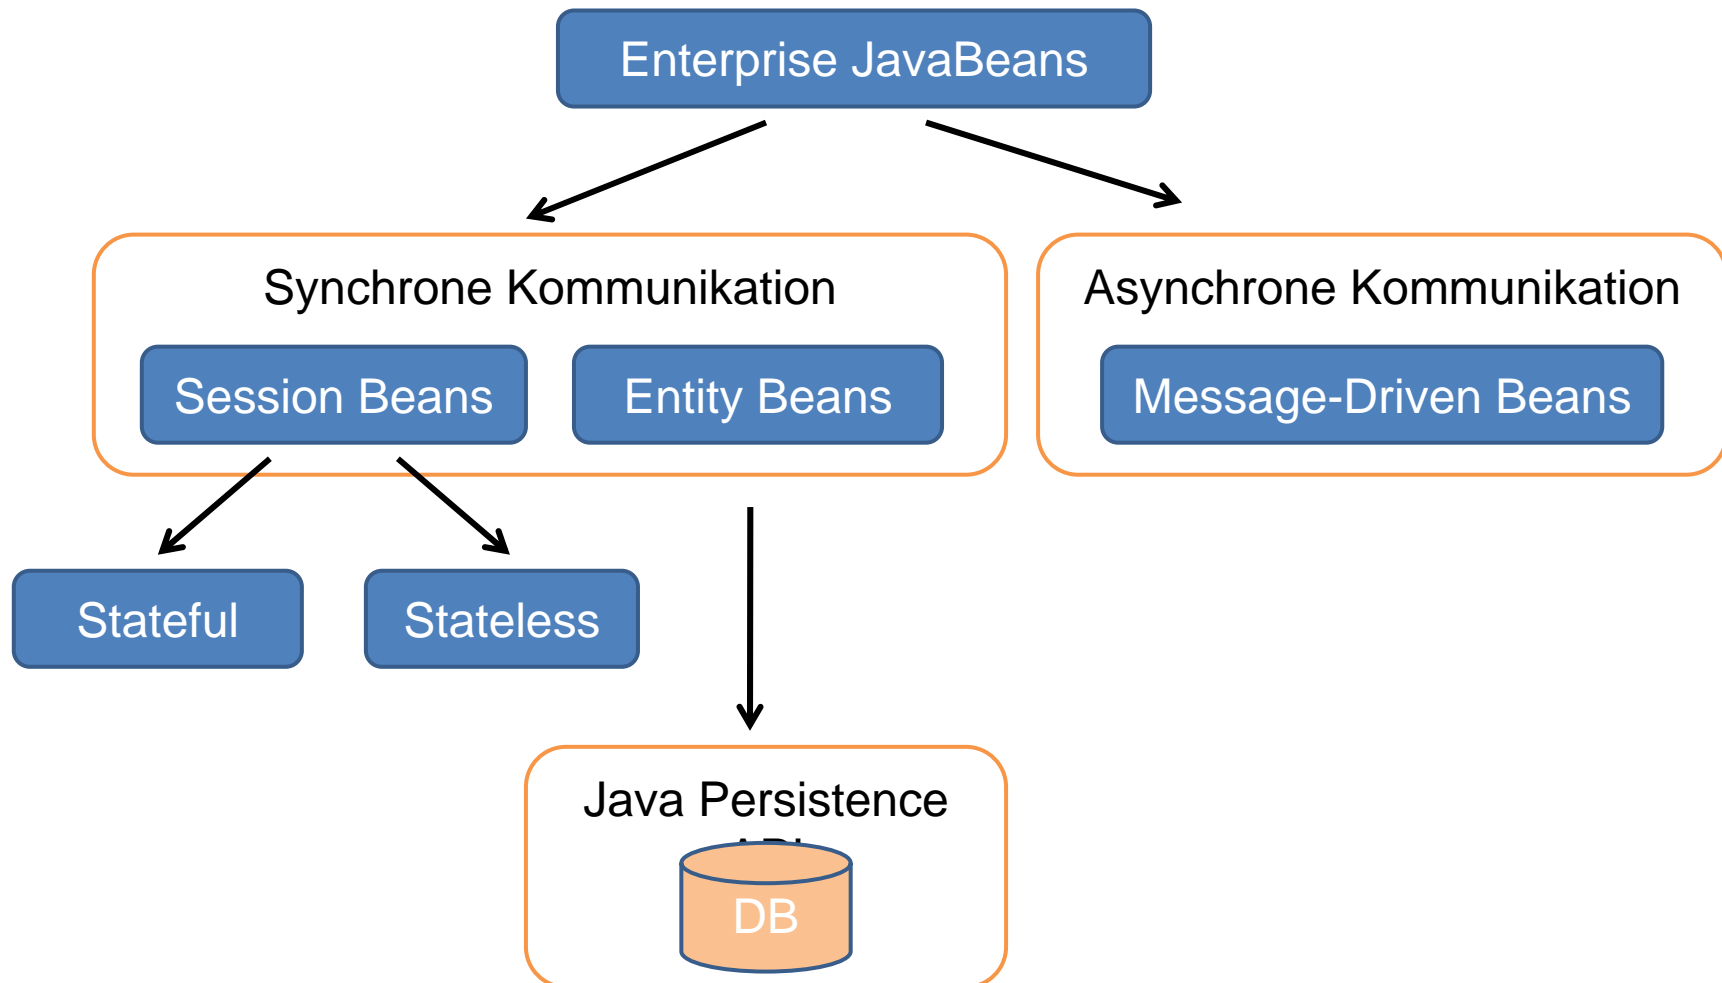 Enterprise JavaBeans
Synchrone Kommunikation
Asynchrone Kommunikation
Session Beans
Entity Beans
Message-Driven Beans
Stateful
Stateless
Java Persistence
DB